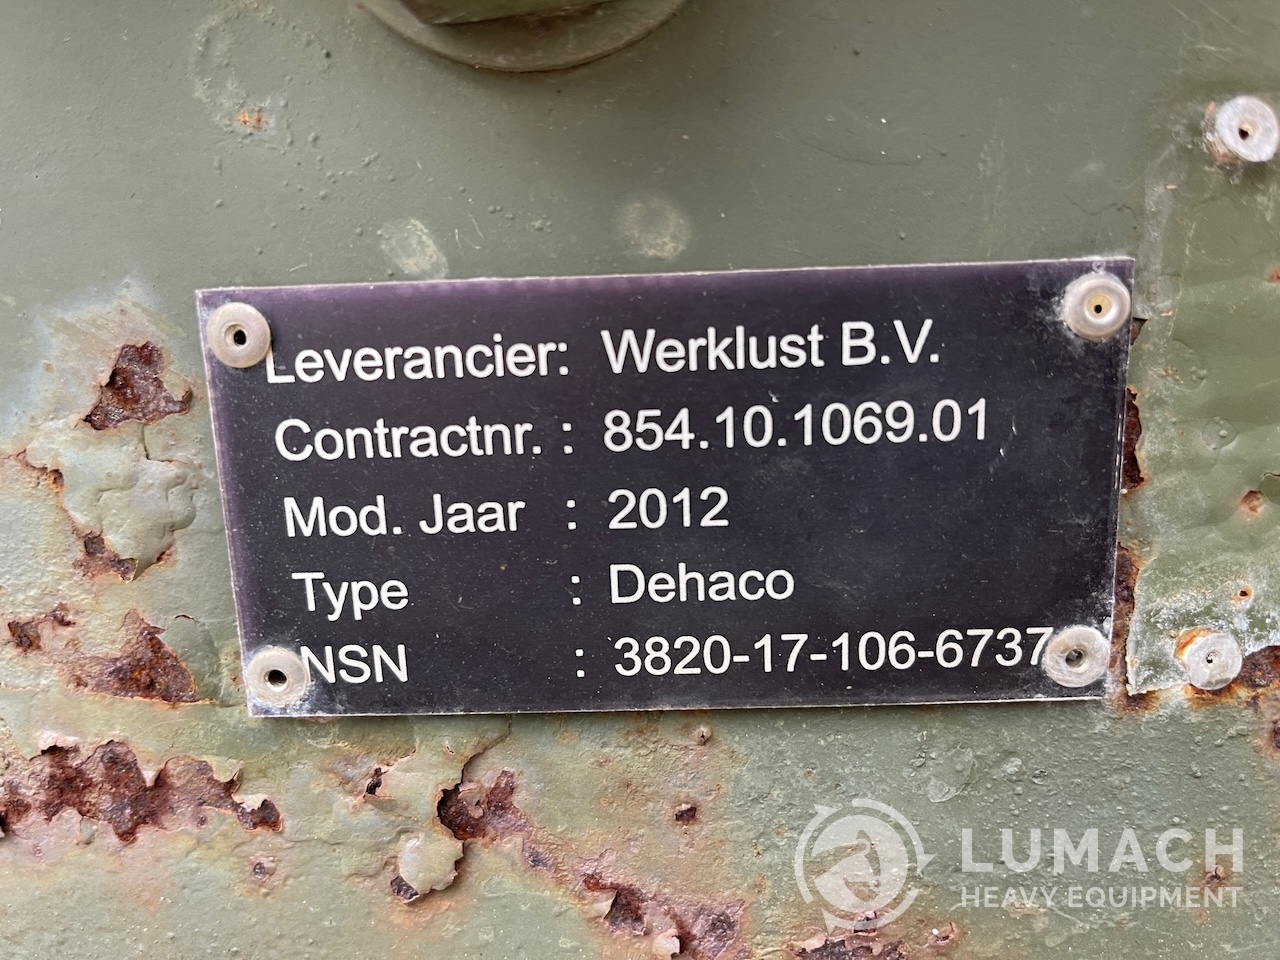 Leverancier: Werklust B.V.
Contractnr. : 854.10.1069.01
Mod. Jaar : 2012
Type : Dehaco
NSN : 3820-17-106-6737
LUMACH
HEAVY EQUIPMENT